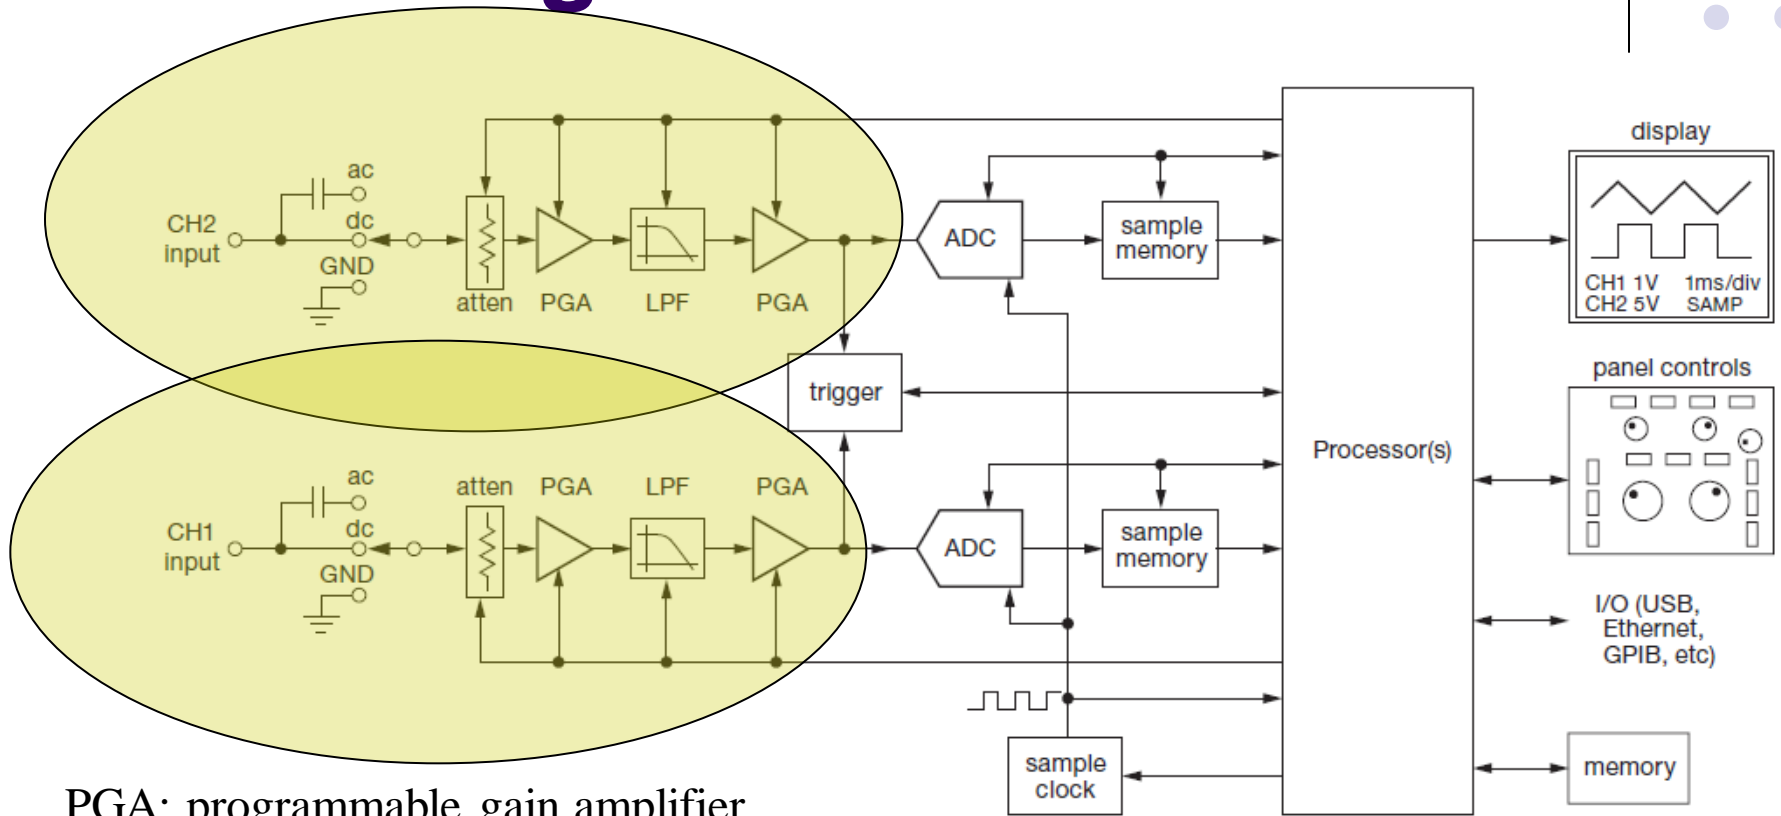 ac
CH2
input
dc
GND
atten
PGA
LPF
PGA
ADC
sample
memory
trigger
ac
CH1
input
dc
GND
atten
PGA
LPF
PGA
ADC
sample
memory
sample
clock
Processor(s)
display
CH1 1V 1ms/div
CH2 5V SAMP
panel controls
I/O (USB,
Ethernet,
GPIB, etc)
memory
PGA: programmable gain amplifier